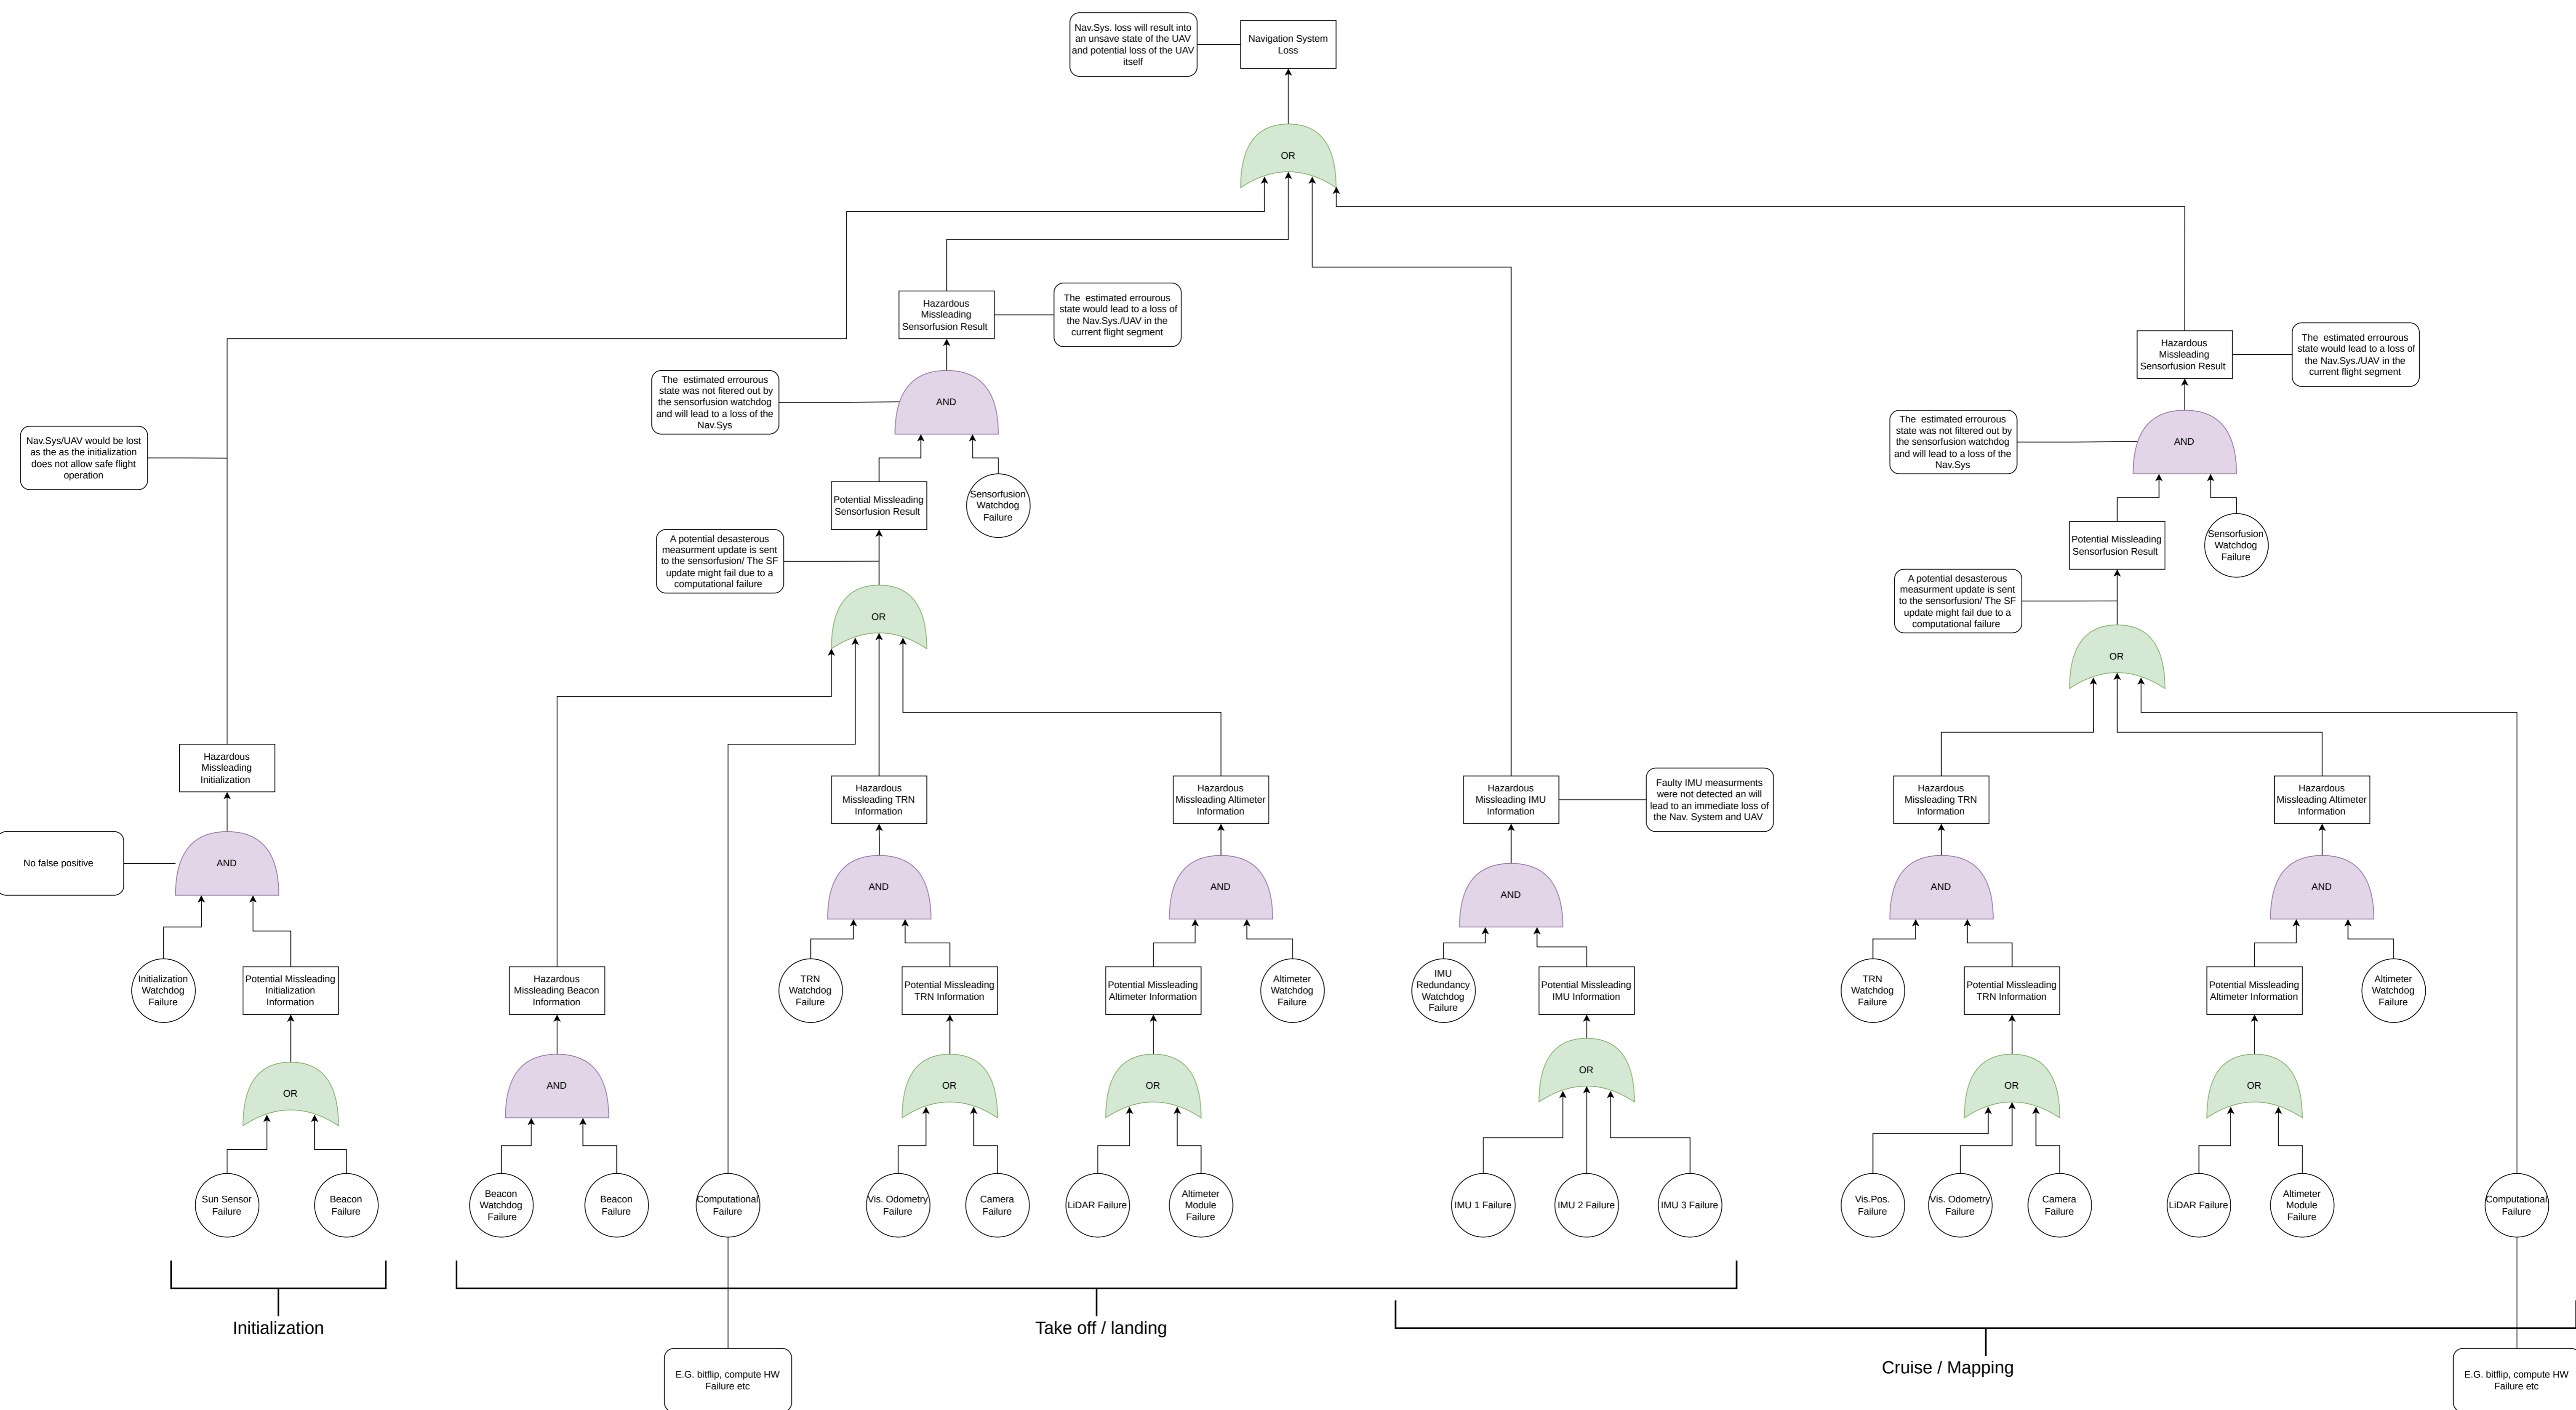 Nav.Sys. loss will result into
an unsave state of the UAV
and potential loss of the UAV
itself
Navigation System
Loss
OR
Hazardous
Missleading
Sensorfusion Result
The estimated errourous
state would lead to a loss of
the Nav.Sys./UAV in the
current flight segment
Hazardous
Missleading
Sensorfusion Result
The estimated errourous
state would lead to a loss of
the Nav.Sys./UAV in the
current flight segment
The estimated errourous
state was not fitered out by
the sensorfusion watchdog
and will lead to a loss of the
Nav.Sys
AND
The estimated errourous
state was not filtered out by
the sensorfusion watchdog
and will lead to a loss of the
Nav.Sys
AND
Nav.Sys/UAV would be lost
as the as the initialization
does not allow safe flight
operation
Potential Missleading
Sensorfusion Result
Sensorfusion
Watchdog
Failure
Potential Missleading
Sensorfusion Result
Sensorfusion
Watchdog
Failure
A potential desasterous
measurment update is sent
to the sensorfusion/ The SF
update might fail due to a
computational failure
OR
A potential desasterous
measurment update is sent
to the sensorfusion/ The SF
update might fail due to a
computational failure
OR
Hazardous
Missleading
Initialization
Hazardous
Missleading TRN
Information
Hazardous
Missleading Altimeter
Information
Hazardous
Missleading IMU
Information
Faulty IMU measurments
were not detected an will
lead to an immediate loss of
the Nav. System and UAV
Hazardous
Missleading TRN
Information
Hazardous
Missleading Altimeter
Information
No false positive
AND
AND
AND
AND
AND
AND
Initialization
Watchdog
Failure
Potential Missleading
Initialization
Information
Hazardous
Missleading Beacon
Information
TRN
Watchdog
Failure
Potential Missleading
TRN Information
Potential Missleading
Altimeter Information
Altimeter
Watchdog
Failure
IMU
Redundancy
Watchdog
Failure
Potential Missleading
IMU Information
TRN
Watchdog
Failure
Potential Missleading
TRN Information
Potential Missleading
Altimeter Information
Altimeter
Watchdog
Failure
OR
AND
OR
OR
OR
OR
OR
Sun Sensor
Failure
Beacon
Failure
Beacon
Watchdog
Failure
Beacon
Failure
Computational
Failure
Vis. Odometry
Failure
Camera
Failure
LiDAR Failure
Altimeter
Module
Failure
IMU 1 Failure
IMU 2 Failure
IMU 3 Failure
Vis.Pos.
Failure
Vis. Odometry
Failure
Camera
Failure
LiDAR Failure
Altimeter
Module
Failure
Computational
Failure
Initialization
Take off / landing
Cruise / Mapping
E.G. bitflip, compute HW
Failure etc
E.G. bitflip, compute HW
Failure etc